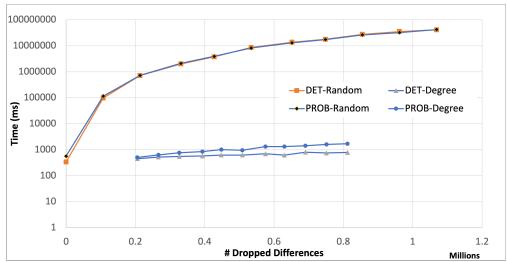 100000000
10000000
1000000
100000
10000
1000
100
10
1
Time (ms)
DET-Random
DET-Degree
PROB-Random
PROB-Degree
0 0.2 0.4 0.6 0.8 1 1.2
# Dropped Differences
Millions